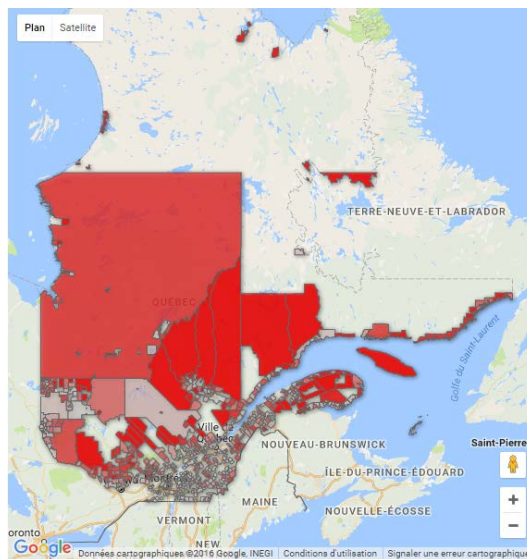 Plan Satellite
TERRE-NEUVE-ET-LABRADOR
QUÉBEC
Golfe du Saint-Laurent
Ville de
Québec
NOUVEAU-BRUNSWICK
Saint-Pierre
ÎLE-DU-PRINCE-ÉDOUARD
MAINE
NOUVELLE-ÉCOSSE
VERMONT
oronto
NEW
Google
Données cartographiques ©2016 Google, INEGI Conditions d'utilisation Signaler une erreur cartographique